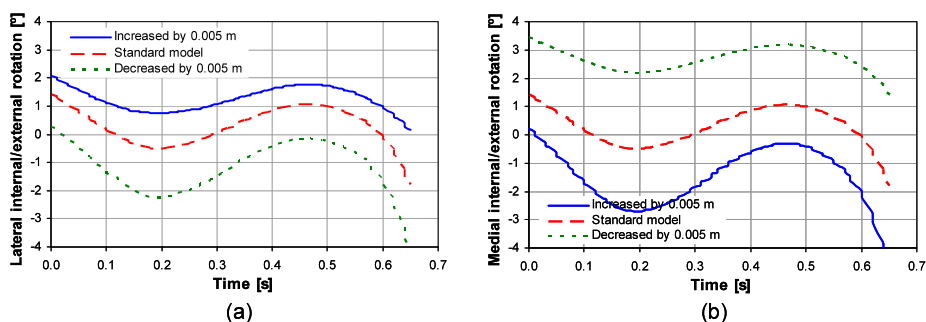 Lateral internal/external rotation [º]
4
3
2
1
0
-1
-2
-3
-4
Increased by 0.005 m
Standard model
Decreased by 0.005 m
0.0 0.1 0.2 0.3 0.4 0.5 0.6 0.7
Time [s]
(a)
Medial internal/external rotation [º]
4
3
2
1
0
-1
-2
-3
-4
Increased by 0.005 m
Standard model
Decreased by 0.005 m
0.0 0.1 0.2 0.3 0.4 0.5 0.6 0.7
Time [s]
(b)